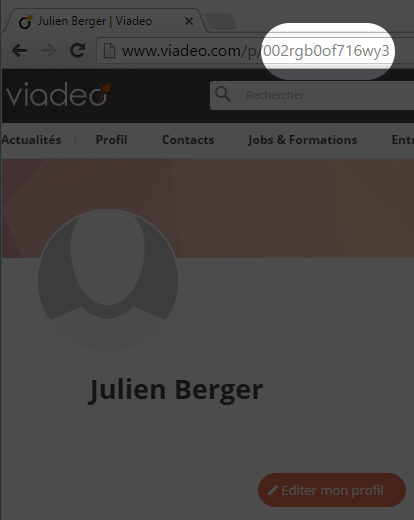 Julien Berger | Viadeo
www.viadeo.com/p/002rgb0of716wy3
viadeo Rechercher
Actualités Profil Contacts Jobs & Formations Entr
Julien Berger
Editer mon profil